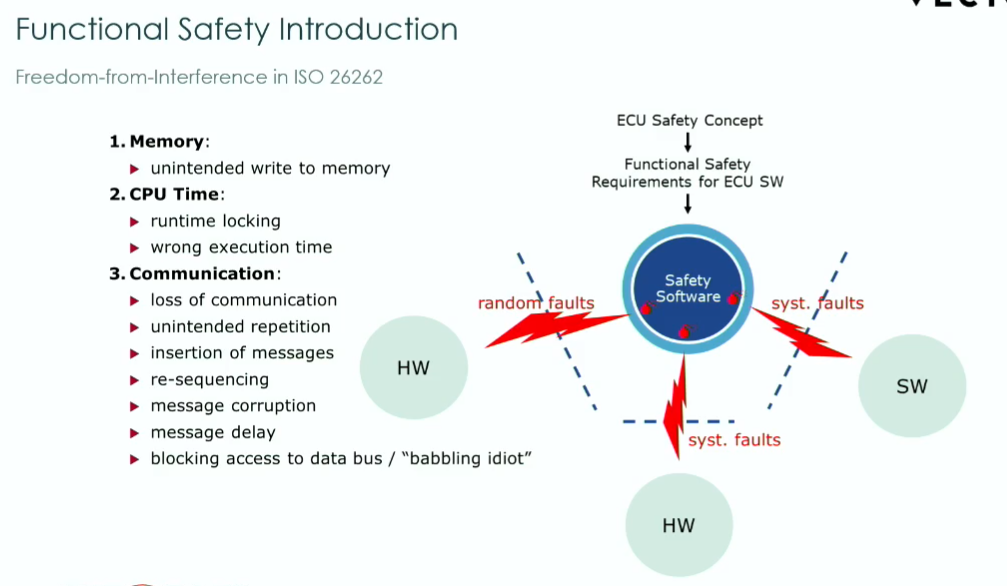 Functional Safety Introduction
Freedom-from-Interference in ISO 26262
1. Memory:
unintended write to memory
2. CPU Time:
runtime locking
wrong execution time
3. Communication:
loss of communication
unintended repetition
insertion of messages
re-sequencing
message corruption
message delay
blocking access to data bus / “babbling idiot”
ECU Safety Concept
Functional Safety
Requirements for ECU SW
Safety
Software
random faults
syst. faults
HW
SW
syst. faults
HW